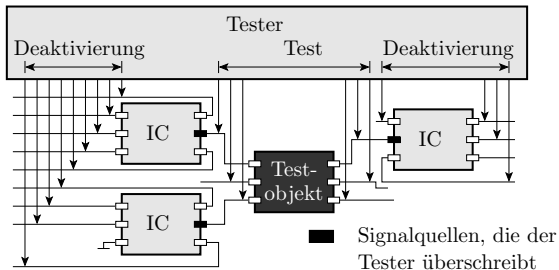 Tester
Deaktivierung Test Deaktivierung
IC
IC
Test-
objekt
IC
Signalquellen, die der
Tester überschreibt